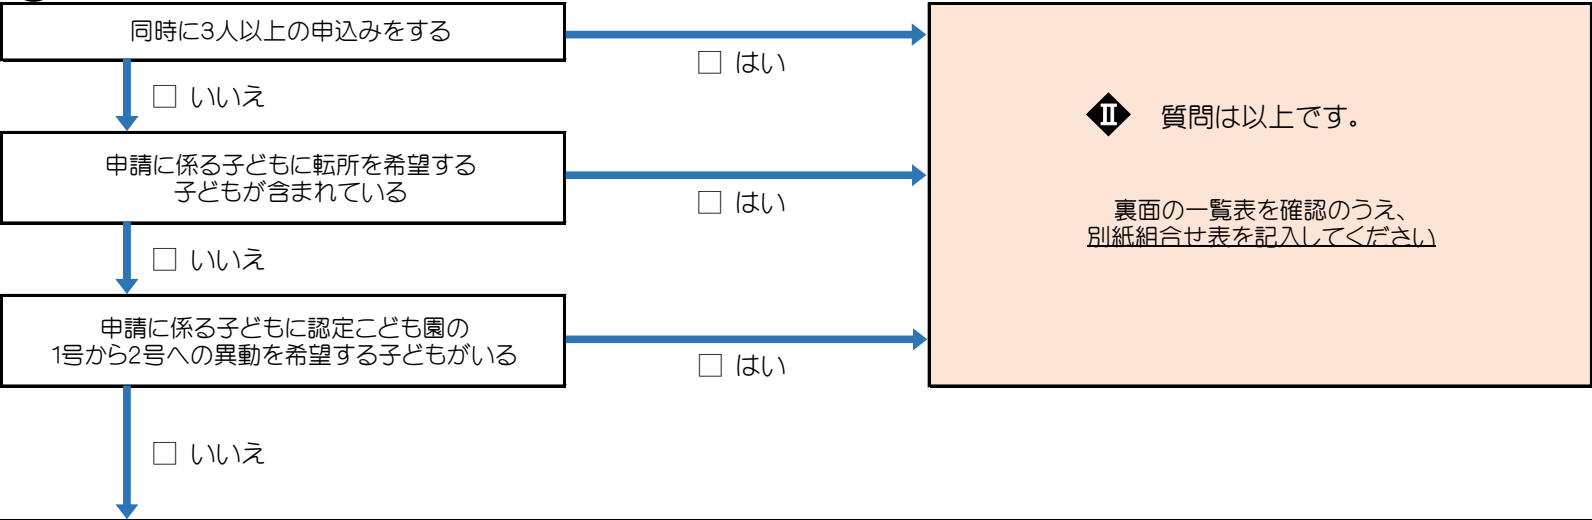 同時に3人以上の申込みをする
□ はい
□ いいえ
申請に係る子どもに転所を希望する
子どもが含まれている
□ はい
□ いいえ
申請に係る子どもに認定こども園の
1号から2号への異動を希望する子どもがいる
□ はい
□ いいえ
Ⅱ 質問は以上です。
裏面の一覧表を確認のうえ、
別紙組合せ表を記入してください